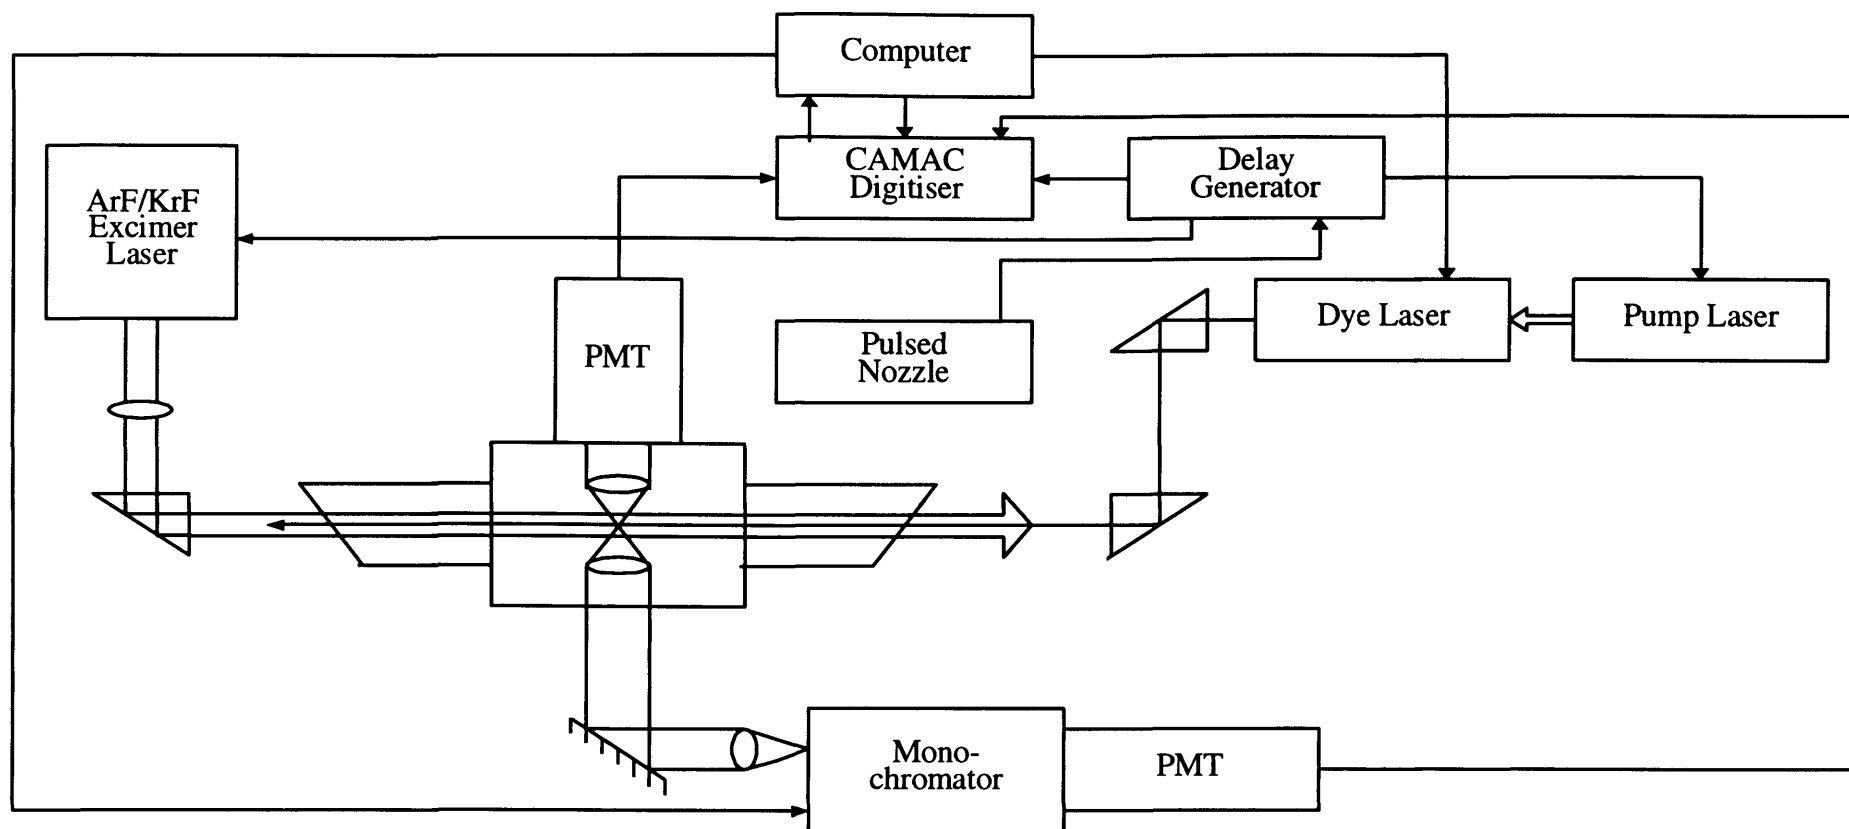 Computer
CAMAC
Digitiser
Delay
Generator
ArF/KrF
Excimer
Laser
PMT
Pulsed
Nozzle
Dye Laser
Pump Laser
Mono-
chromator
PMT